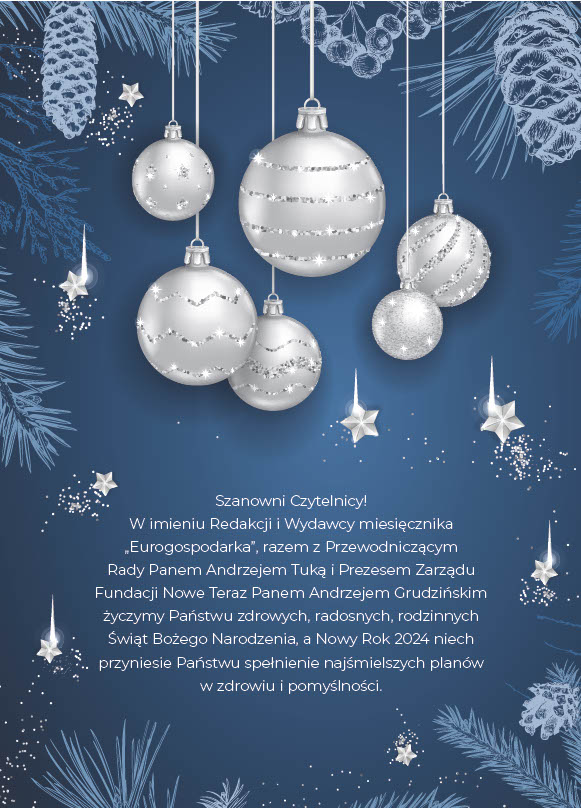 Szanowni Czytelnicy!
W imieniu Redakcji i Wydawcy miesięcznika
„Eurogospodarka”, razem z Przewodniczącym
Rady Panem Andrzejem Tuką i Prezesem Zarządu
Fundacji Nowe Teraz Panem Andrzejem Grudzińskim
życzymy Państwu zdrowych, radosnych, rodzinnych
Świąt Bożego Narodzenia, a Nowy Rok 2024 niech
przyniesie Państwu spełnienie najśmielszych planów
w zdrowiu i pomyślności.